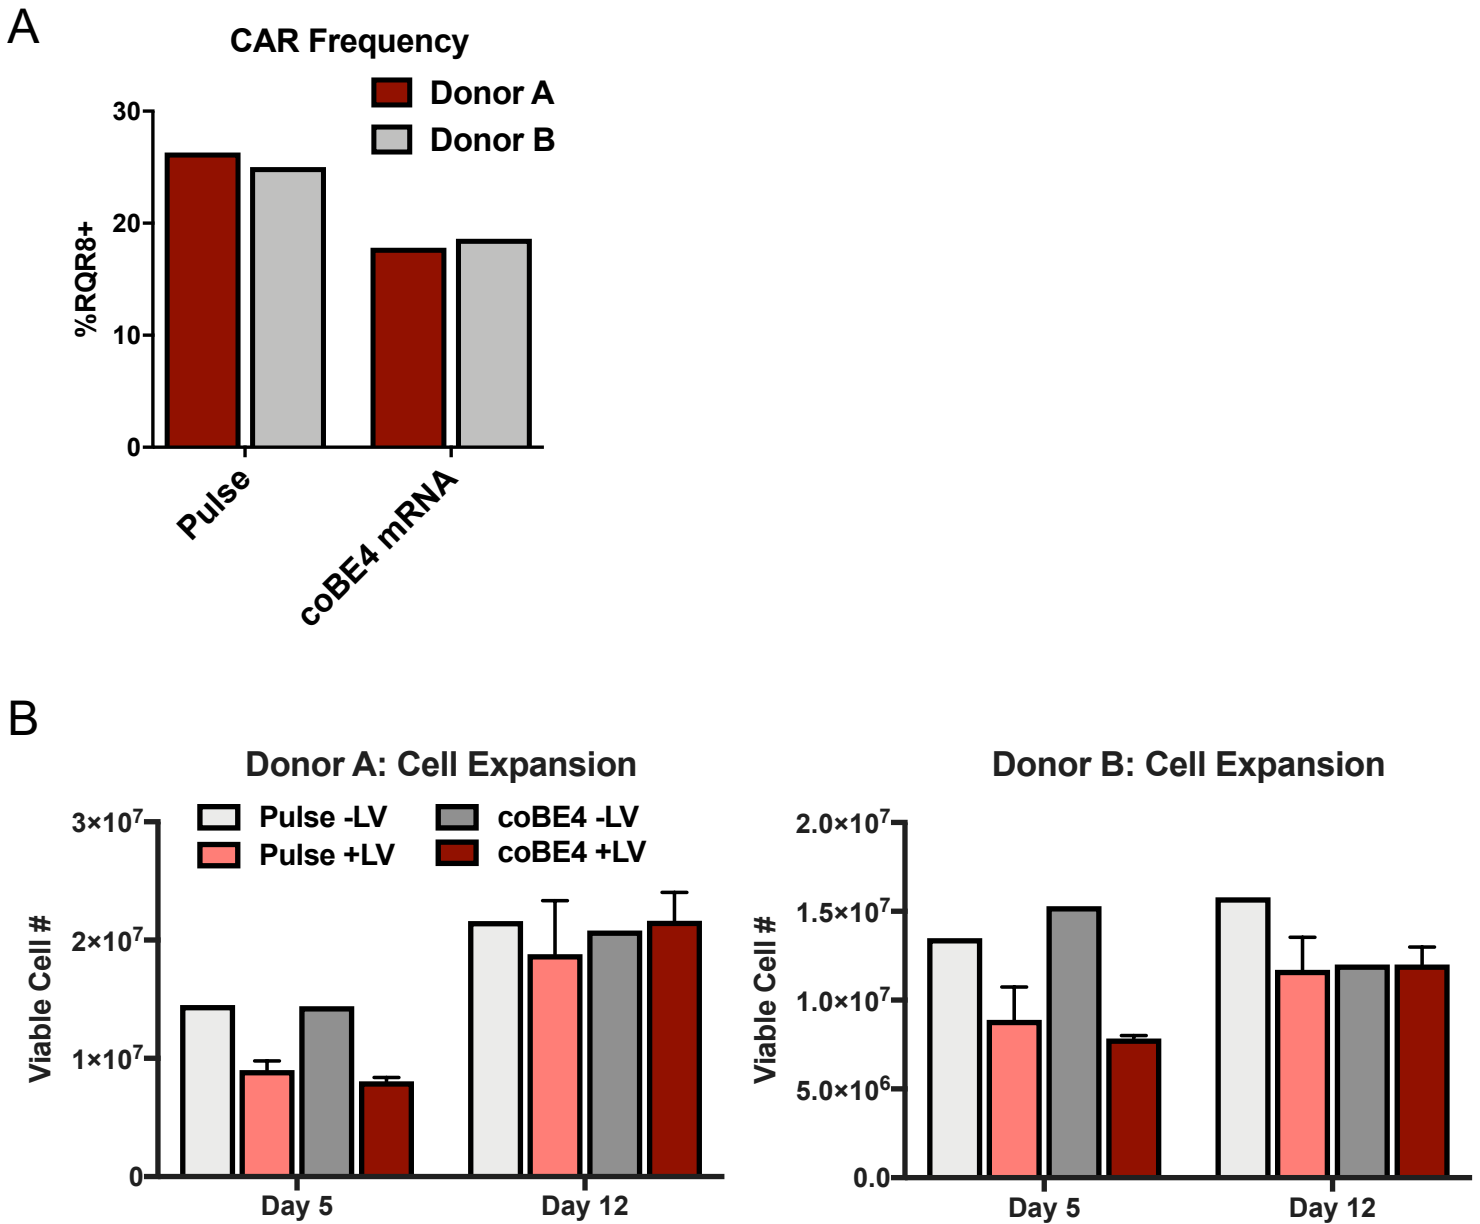 A
CAR Frequency
Donor A
Donor B
30
20
10
0
%RQR8+
Pulse
coBE4 mRNA
B
Donor A: Cell Expansion
Pulse -LV
coBE4 -LV
Pulse +LV
coBE4 +LV
3×10⁷
2×10⁷
1×10⁷
0
Viable Cell #
Day 5
Day 12
Donor B: Cell Expansion
2.0×10⁷
1.5×10⁷
1.0×10⁷
5.0×10⁶
0.0
Viable Cell #
Day 5
Day 12